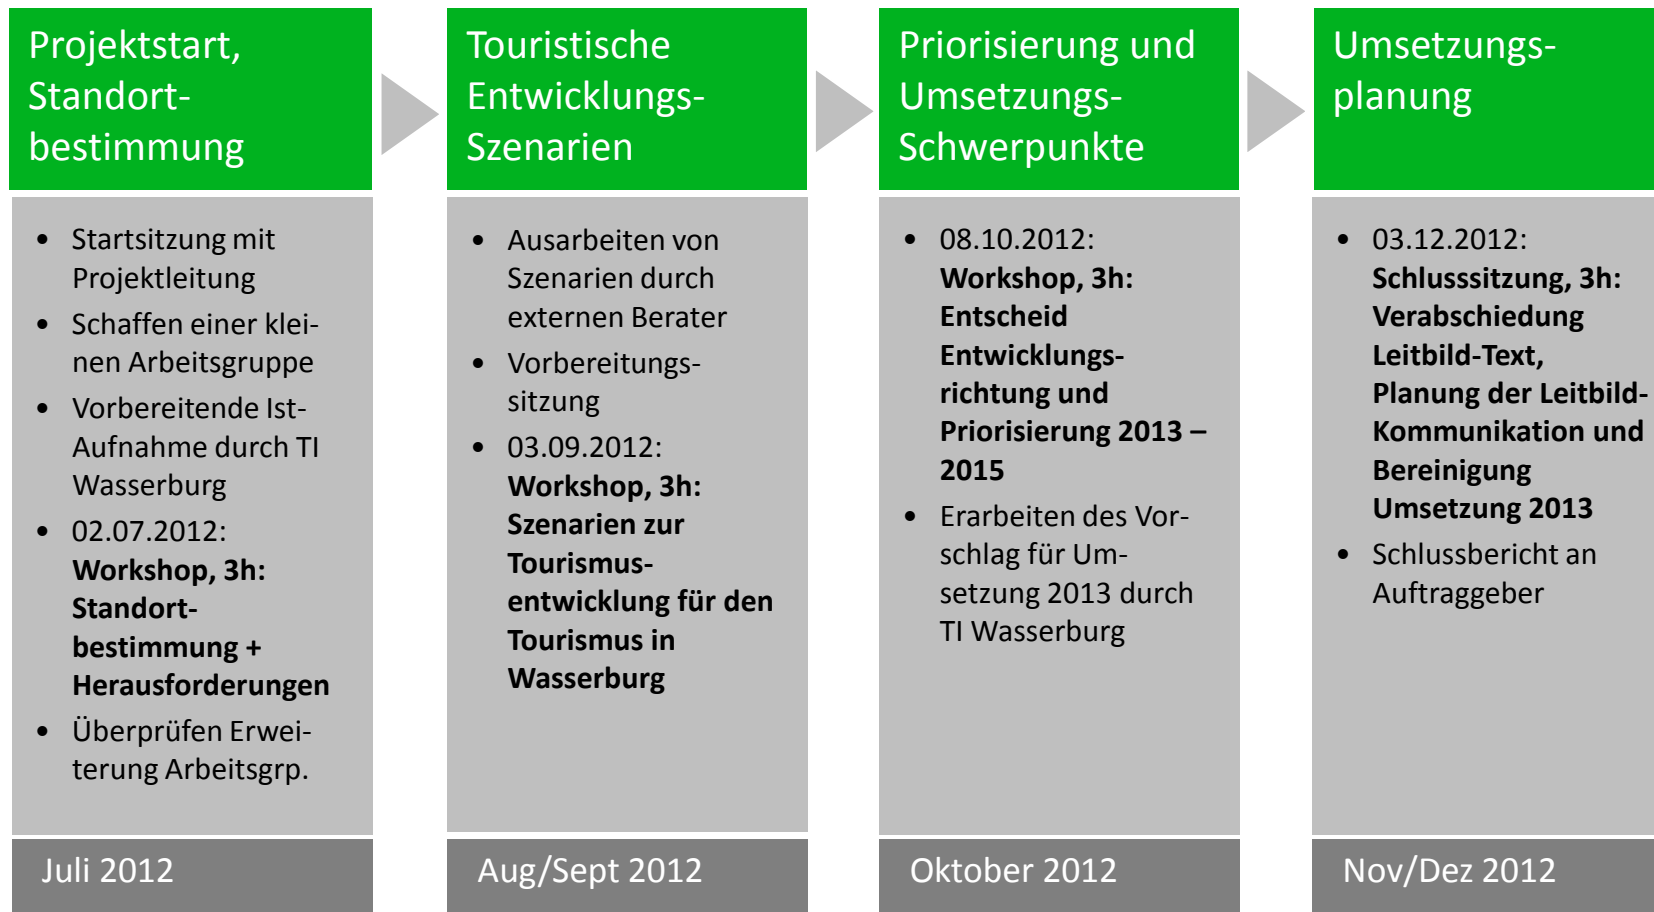 Projektstart,
Standort-
bestimmung
• Startsitzung mit
Projektleitung
• Schaffen einer klei-
nen Arbeitsgruppe
• Vorbereitende Ist-
Aufnahme durch TI
Wasserburg
• 02.07.2012:
Workshop, 3h:
Standort-
bestimmung +
Herausforderungen
• Überprüfen Erwei-
terung Arbeitsgrp.
Juli 2012
Touristische
Entwicklungs-
Szenarien
• Ausarbeiten von
Szenarien durch
externen Berater
• Vorbereitungs-
sitzung
• 03.09.2012:
Workshop, 3h:
Szenarien zur
Tourismus-
entwicklung für den
Tourismus in
Wasserburg
Aug/Sept 2012
Priorisierung und
Umsetzungs-
Schwerpunkte
• 08.10.2012:
Workshop, 3h:
Entscheid
Entwicklungs-
richtung und
Priorisierung 2013 –
2015
• Erarbeiten des Vor-
schlag für Um-
setzung 2013 durch
TI Wasserburg
Oktober 2012
Umsetzungs-
planung
• 03.12.2012:
Schlusssitzung, 3h:
Verabschiedung
Leitbild-Text,
Planung der Leitbild-
Kommunikation und
Bereinigung
Umsetzung 2013
• Schlussbericht an
Auftraggeber
Nov/Dez 2012